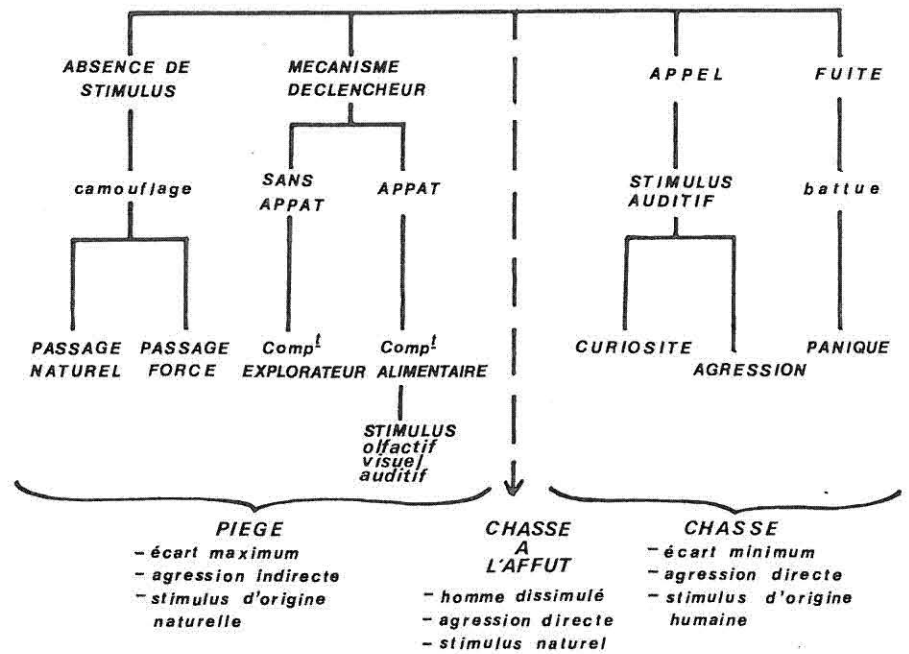 ABSENCE DE
STIMULUS
MECANISME
DECLENCHEUR
APPEL
FUITE
camouflage
SANS
APPAT
APPAT
STIMULUS
AUDITIF
battue
PASSAGE
NATUREL
PASSAGE
FORCE
Compt
EXPLORATEUR
Compt
ALIMENTAIRE
CURIOSITE
AGRESSION
PANIQUE
STIMULUS
olfactif
visuel
auditif
PIEGE
- écart maximum
- agression indirecte
- stimulus d'origine
naturelle
CHASSE
A
L'AFFUT
- homme dissimulé
- agression directe
- stimulus naturel
CHASSE
- écart minimum
- agression directe
- stimulus d'origine
humaine